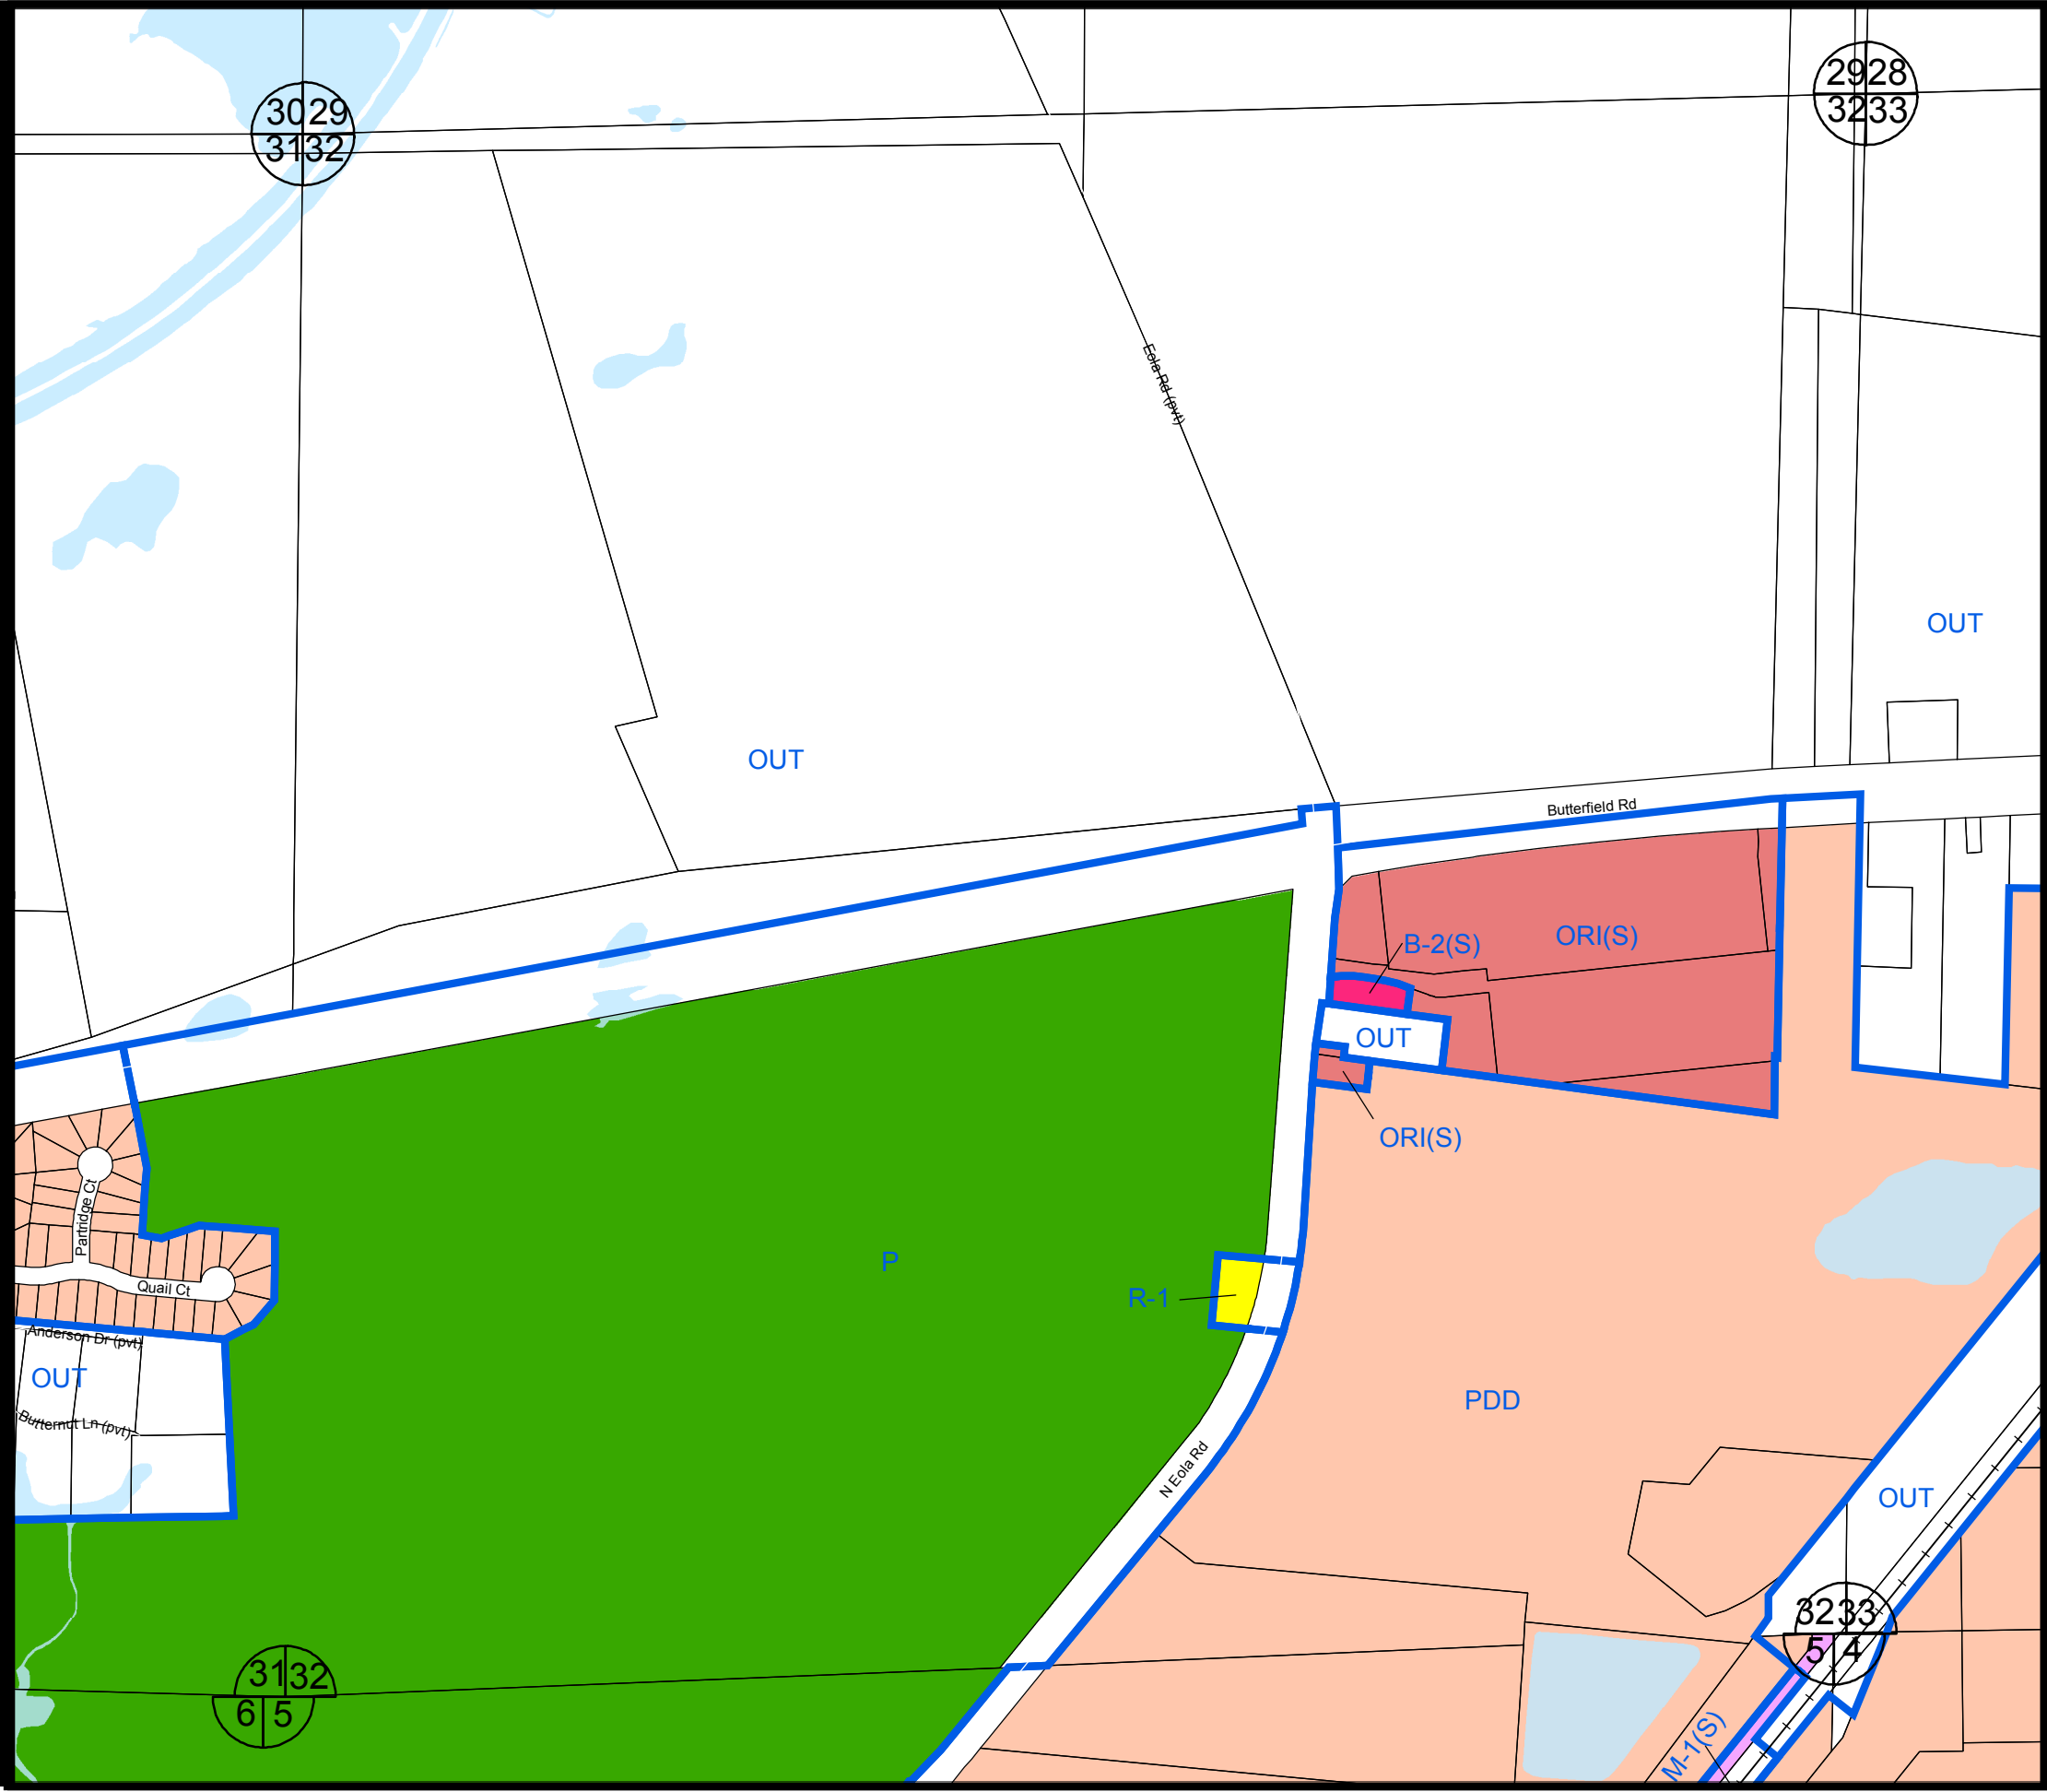 30 29
31 32
29 28
32 33
Eola Rd (pvt)
OUT
OUT
Butterfield Rd
B-2(S)
ORI(S)
OUT
ORI(S)
Partridge Ct
Quail Ct
P
R-1
Anderson Dr (pvt)
OUT
Butternut Ln (pvt)
PDD
N Eola Rd
OUT
32 33
5 4
31 32
6 5
M-1(S)